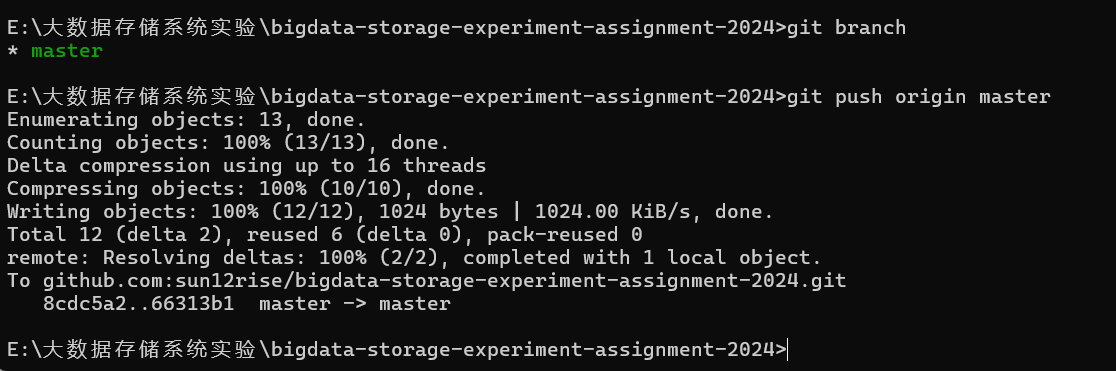 E:\大数据存储系统实验\bigdata-storage-experiment-assignment-2024>git branch
* master
E:\大数据存储系统实验\bigdata-storage-experiment-assignment-2024>git push origin master
Enumerating objects: 13, done.
Counting objects: 100% (13/13), done.
Delta compression using up to 16 threads
Compressing objects: 100% (10/10), done.
Writing objects: 100% (12/12), 1024 bytes | 1024.00 KiB/s, done.
Total 12 (delta 2), reused 6 (delta 0), pack-reused 0
remote: Resolving deltas: 100% (2/2), completed with 1 local object.
To github.com:sun12rise/bigdata-storage-experiment-assignment-2024.git
   8cdc5a2..66313b1  master -> master
E:\大数据存储系统实验\bigdata-storage-experiment-assignment-2024>